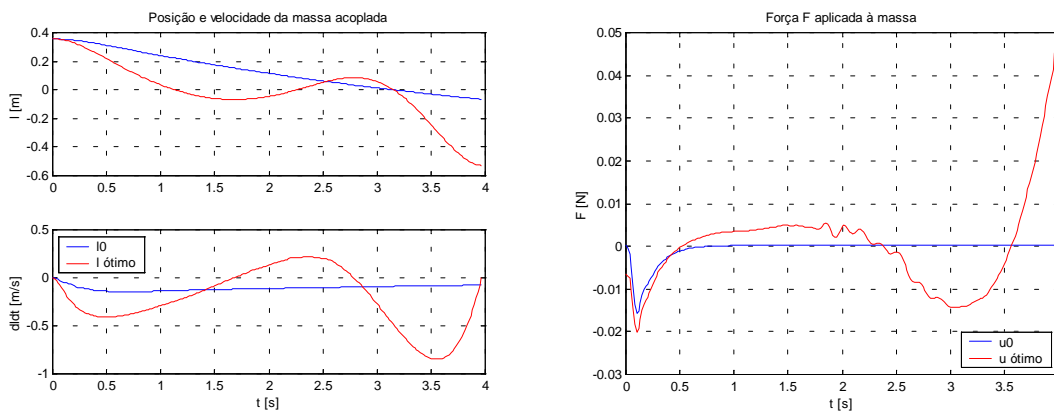 Posição e velocidade da massa acoplada
0.4
0.2
0
-0.2
-0.4
-0.6
l [m]
0 0.5 1 1.5 2 2.5 3 3.5 4
0.5
0
-0.5
-1
dldt [m/s]
l0
l ótimo
0 0.5 1 1.5 2 2.5 3 3.5 4
t [s]
Força F aplicada à massa
0.05
0.04
0.03
0.02
0.01
0
-0.01
-0.02
-0.03
F [N]
u0
u ótimo
0 0.5 1 1.5 2 2.5 3 3.5
t [s]